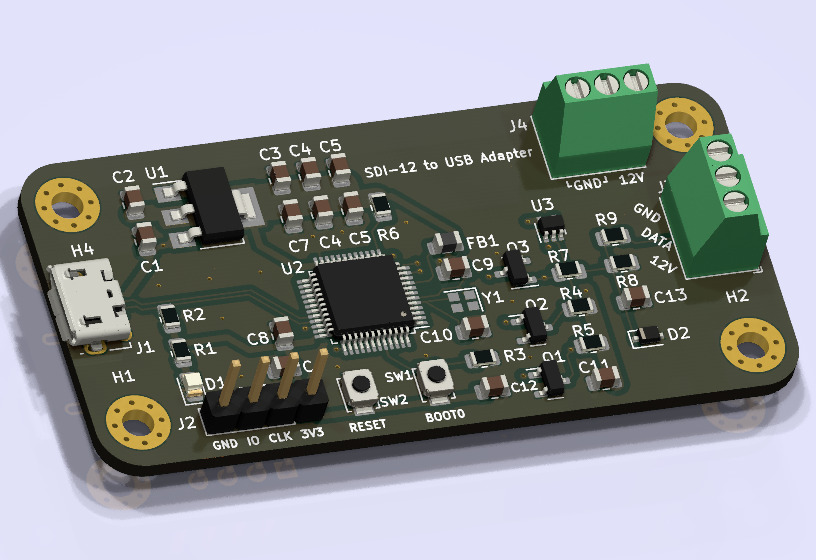 C2
U1
C3
C4
C5
J4
SDI-12 to USB Adapter
GND
12V
C1
C7
C4
C5
R6
U3
R9
GND
DATA
12V
H4
U2
FB1
C9
Q3
R7
R8
C13
H2
Y1
R2
C8
C10
Q2
R4
D2
R1
J1
R5
R3
Q1
H1
D1
SW1
SW2
C12
C11
J2
GND IO CLK 3V3
RESET
BOOT0